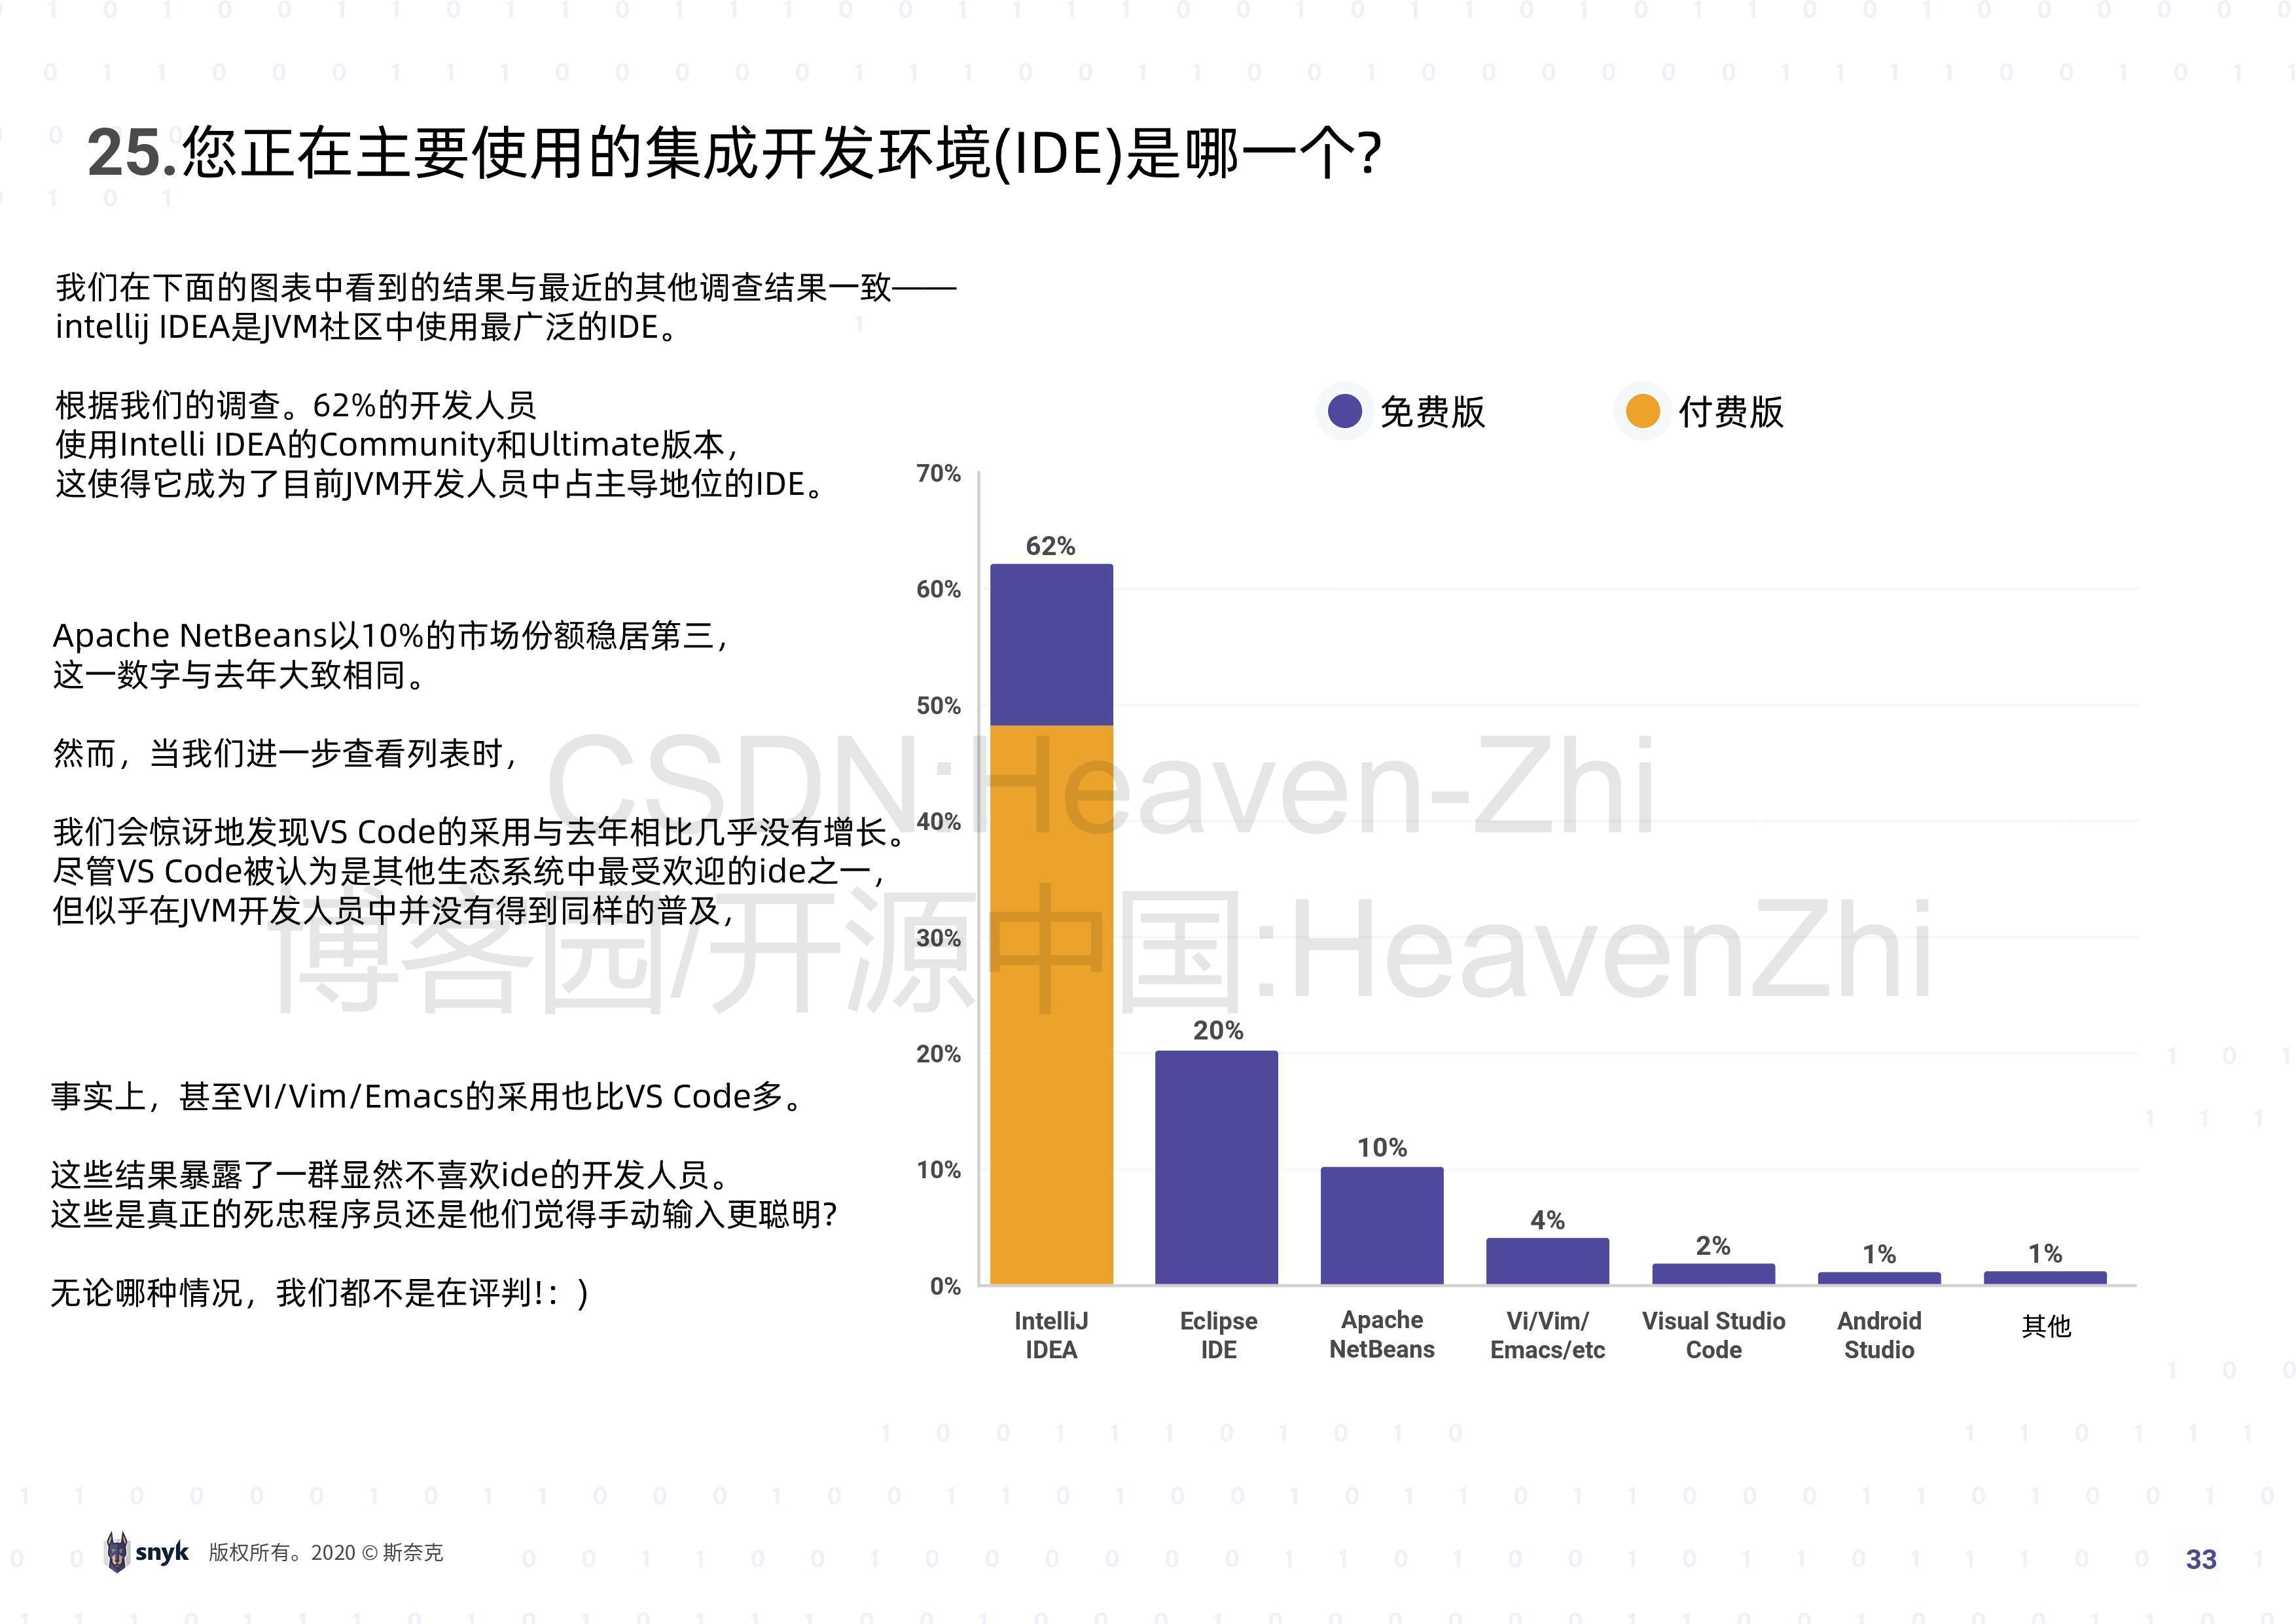 25.您正在主要使用的集成开发环境(IDE)是哪一个?
我们在下面的图表中看到的结果与最近的其他调查结果一致——
intellij IDEA是JVM社区中使用最广泛的IDE。
根据我们的调查。62%的开发人员
使用Intelli IDEA的Community和Ultimate版本，
这使得它成为了目前JVM开发人员中占主导地位的IDE。
Apache NetBeans以10%的市场份额稳居第三，
这一数字与去年大致相同。
然而，当我们进一步查看列表时，
我们会惊讶地发现VS Code的采用与去年相比几乎没有增长。
尽管VS Code被认为是其他生态系统中最受欢迎的ide之一，
但似乎在JVM开发人员中并没有得到同样的普及，
事实上，甚至VI/Vim/Emacs的采用也比VS Code多。
这些结果暴露了一群显然不喜欢ide的开发人员。
这些是真正的死忠程序员还是他们觉得手动输入更聪明?
无论哪种情况，我们都不是在评判!：)
免费版
付费版
70%
60%
50%
40%
30%
20%
10%
0%
62%
20%
10%
4%
2%
1%
1%
IntelliJ
IDEA
Eclipse
IDE
Apache
NetBeans
Vi/Vim/
Emacs/etc
Visual Studio
Code
Android
Studio
其他
CSDN:Heaven-Zhi
博客园/开源中国:HeavenZhi
snyk
版权所有。2020 © 斯奈克
33